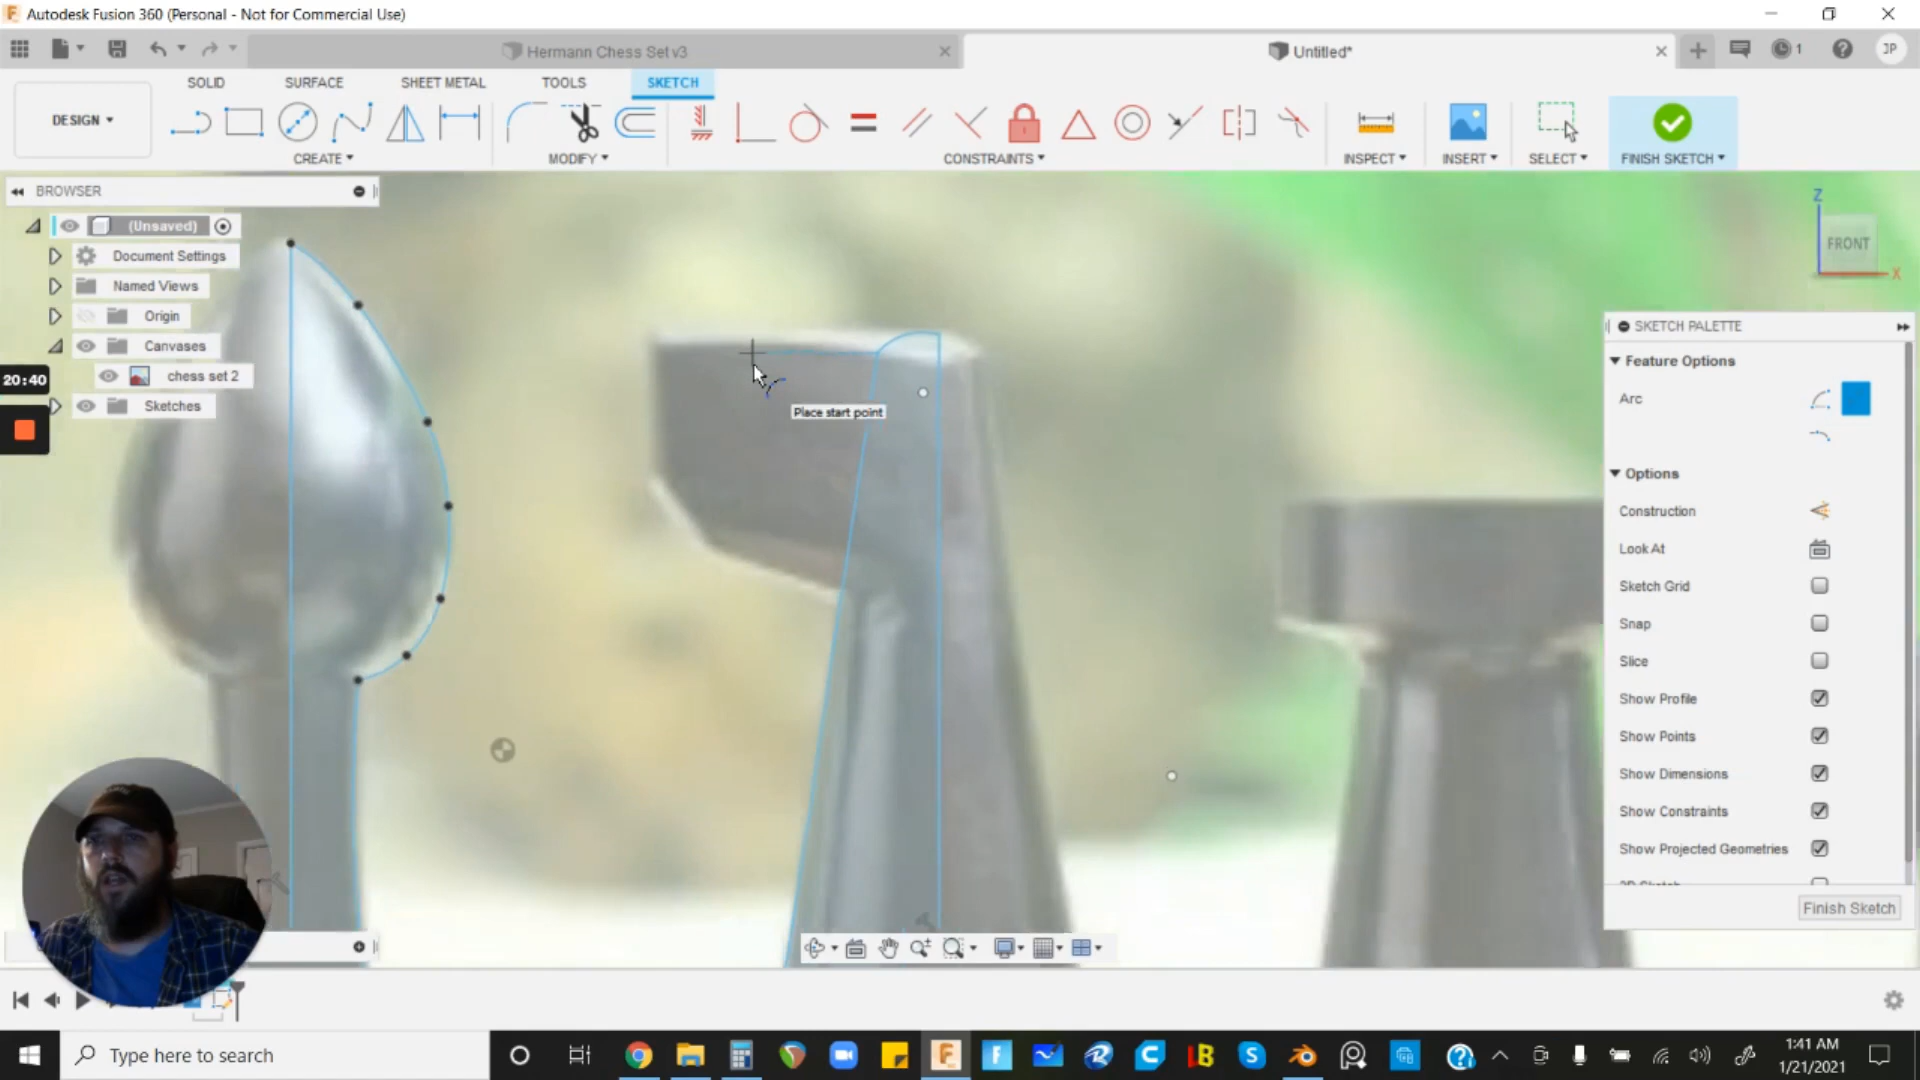 Autodesk Fusion 360 (Personal - Not for Commercial Use)
Hermann Chess Set v3
Untitled*
1
JP
SOLID
SURFACE
SHEET METAL
TOOLS
SKETCH
DESIGN
CREATE
MODIFY
CONSTRAINTS
INSPECT
INSERT
SELECT
FINISH SKETCH
BROWSER
(Unsaved)
Document Settings
Named Views
Origin
Canvases
chess set 2
Sketches
20:40
Z
FRONT
X
Place start point
SKETCH PALETTE
Feature Options
Arc
Options
Construction
Look At
Sketch Grid
Snap
Slice
Show Profile
Show Points
Show Dimensions
Show Constraints
Show Projected Geometries
Finish Sketch
Type here to search
1:41 AM
1/21/2021